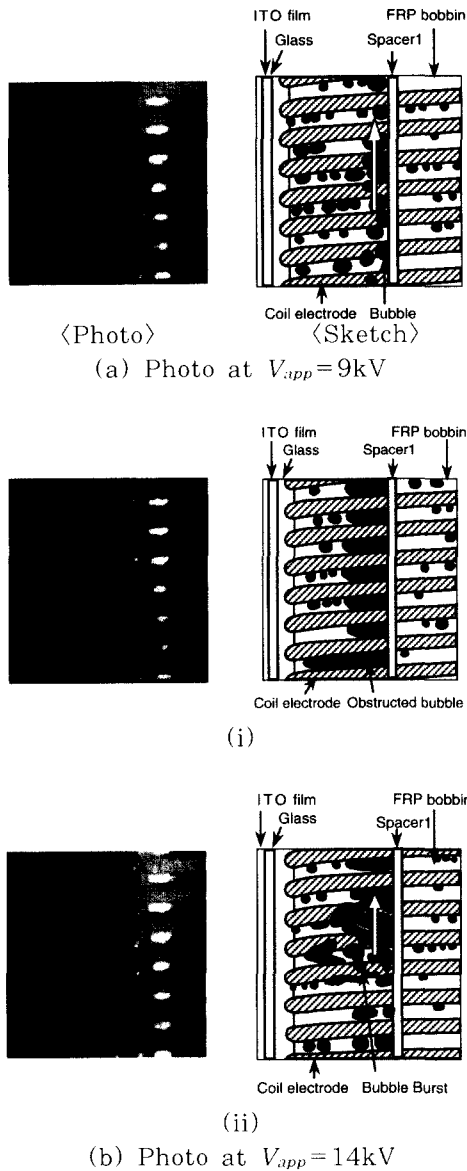 ITO film
FRP bobbin
Glass
Spacer1
Coil electrode Bubble
〈Photo〉 〈Sketch〉
(a) Photo at Vapp=9kV
ITO film
FRP bobbin
Glass
Spacer1
Coil electrode Obstructed bubble
(i)
ITO film
FRP bobbin
Glass
Spacer1
Coil electrode Bubble Burst
(ii)
(b) Photo at Vapp=14kV